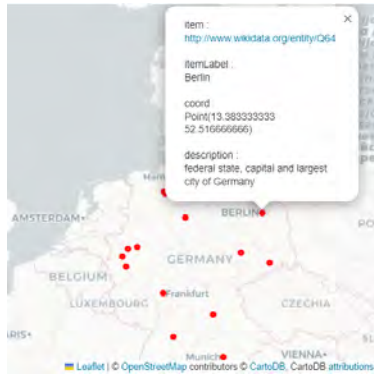 item :
http://www.wikidata.org/entity/Q64
itemLabel :
Berlin
coord :
Point(13.383333333
52.516666666)
description :
federal state, capital and largest
city of Germany
×
AMSTERDAM
BERLIN
GERMANY
BELGIUM
LUXEMBOURG
Frankfurt
CZECHIA
Munich
VIENNA
Leaflet | © OpenStreetMap contributors © CartoDB, CartoDB attributions